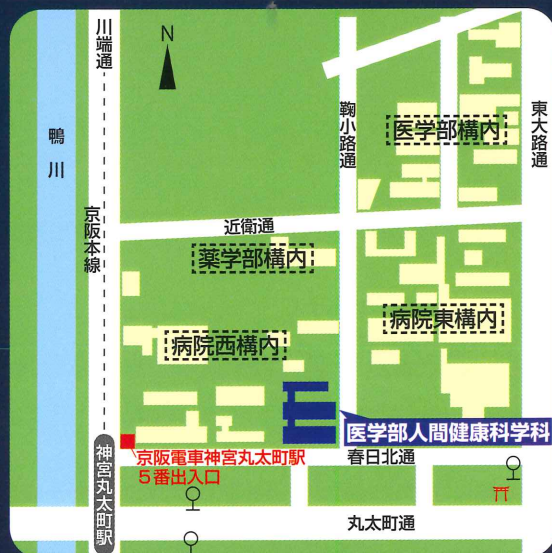 川端通
N
鞠小路通
医学部構内
東大路通
鴨川
京阪本線
近衛通
薬学部構内
病院西構内
病院東構内
医学部人間健康科学科
京阪電車神宮丸太町駅
5番出入口
春日北通
神宮丸太町駅
丸太町通